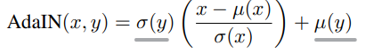 AdaIN(x, y) = σ(y) ( x − μ(x) / σ(x) ) + μ(y)